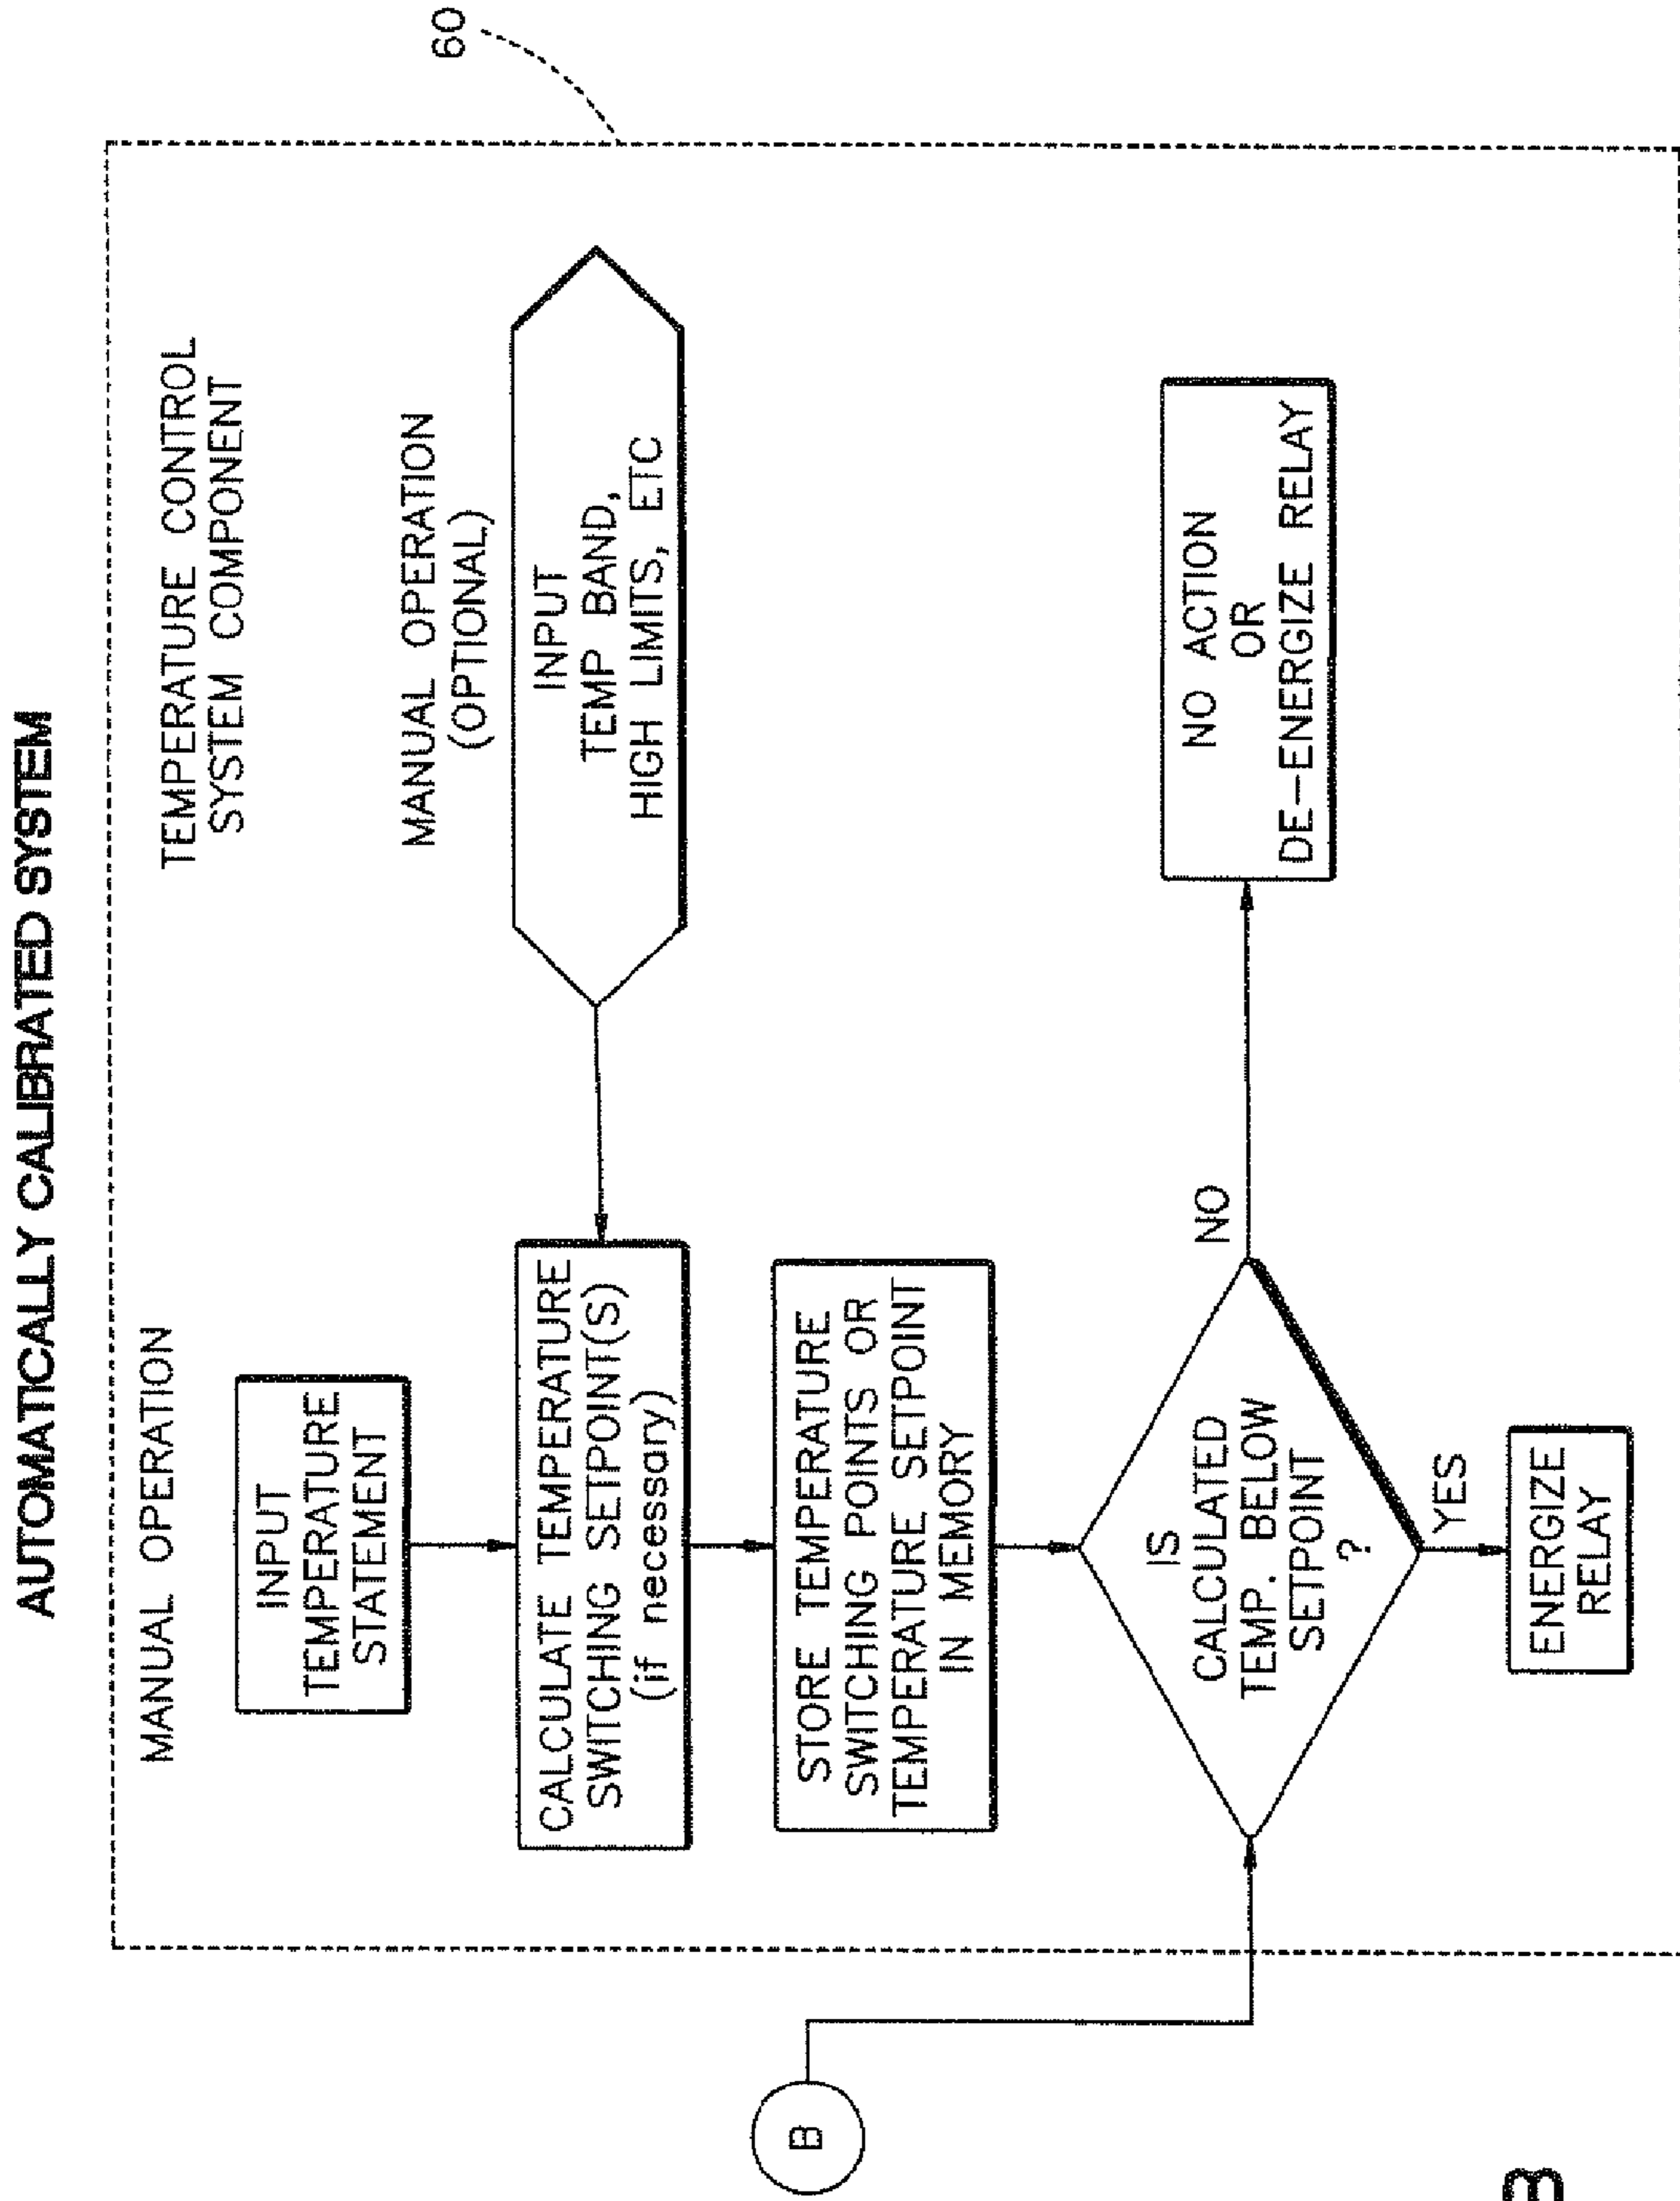 AUTOMATICALLY CALIBRATED SYSTEM
60
TEMPERATURE CONTROL
SYSTEM COMPONENT
MANUAL OPERATION
INPUT
TEMPERATURE
STATEMENT
MANUAL OPERATION
(OPTIONAL)
INPUT
TEMP BAND,
HIGH LIMITS, ETC
CALCULATE TEMPERATURE
SWITCHING SETPOINT(S)
(if necessary)
STORE TEMPERATURE
SWITCHING POINTS OR
TEMPERATURE SETPOINT
IN MEMORY
B
IS
CALCULATED
TEMP. BELOW
SETPOINT
?
NO
NO ACTION
OR
DE-ENERGIZE RELAY
YES
ENERGIZE
RELAY